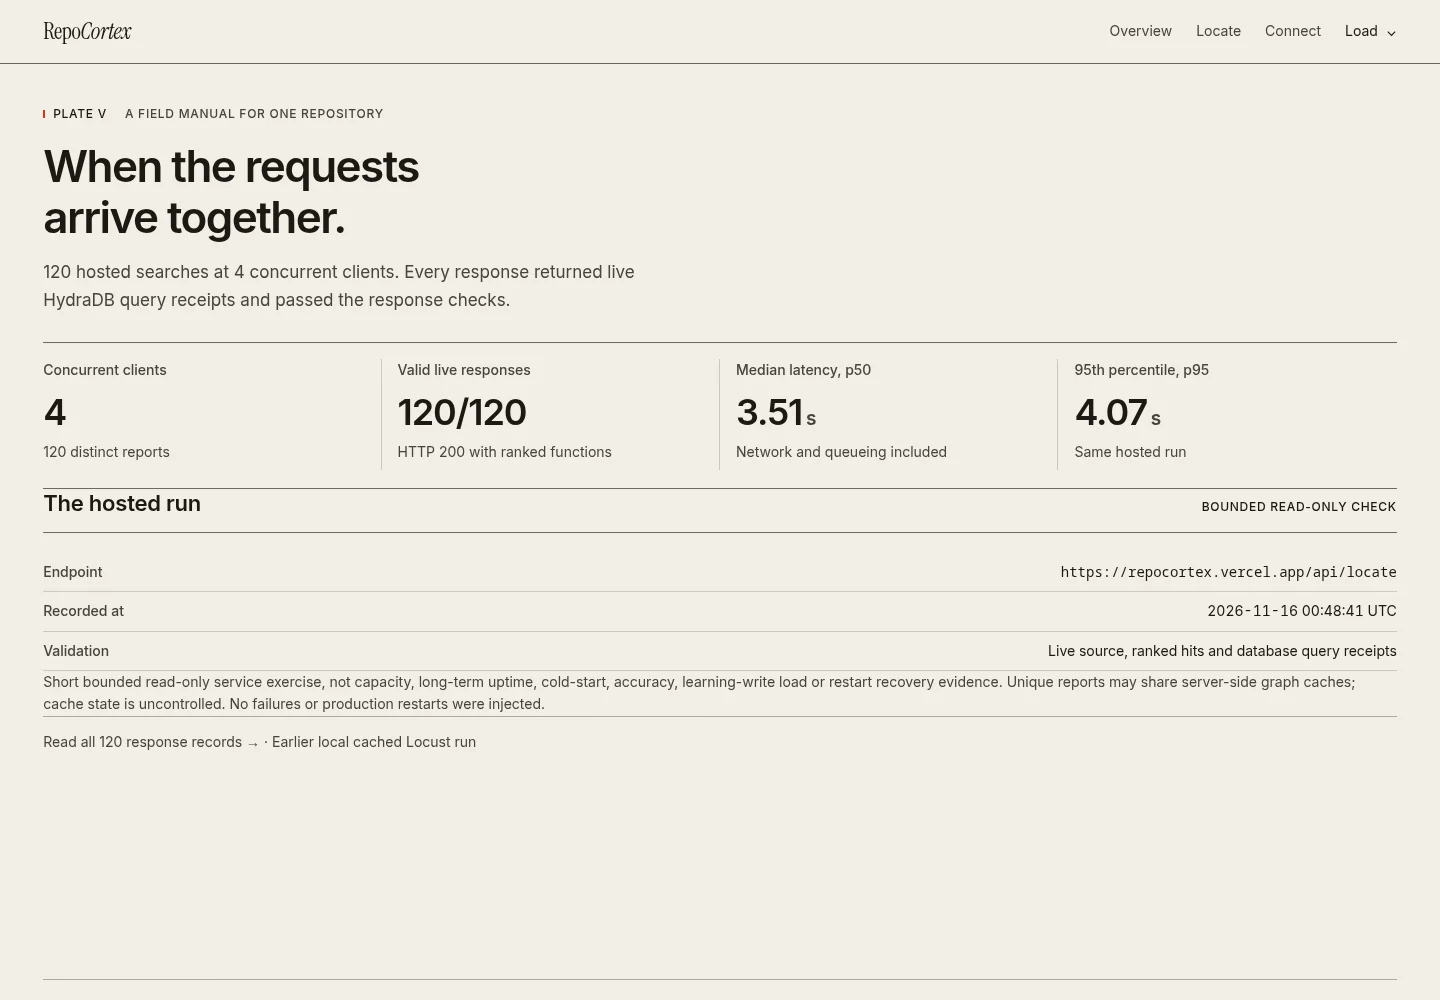 RepoCortex
Overview
Locate
Connect
Load
PLATE V A FIELD MANUAL FOR ONE REPOSITORY
When the requests
arrive together.
120 hosted searches at 4 concurrent clients. Every response returned live
HydraDB query receipts and passed the response checks.
Concurrent clients
4
120 distinct reports
Valid live responses
120/120
HTTP 200 with ranked functions
Median latency, p50
3.51 s
Network and queueing included
95th percentile, p95
4.07 s
Same hosted run
The hosted run
BOUNDED READ-ONLY CHECK
Endpoint
https://repocortex.vercel.app/api/locate
Recorded at
2026-11-16 00:48:41 UTC
Validation
Live source, ranked hits and database query receipts
Short bounded read-only service exercise, not capacity, long-term uptime, cold-start, accuracy, learning-write load or restart recovery evidence. Unique reports may share server-side graph caches;
cache state is uncontrolled. No failures or production restarts were injected.
Read all 120 response records → · Earlier local cached Locust run